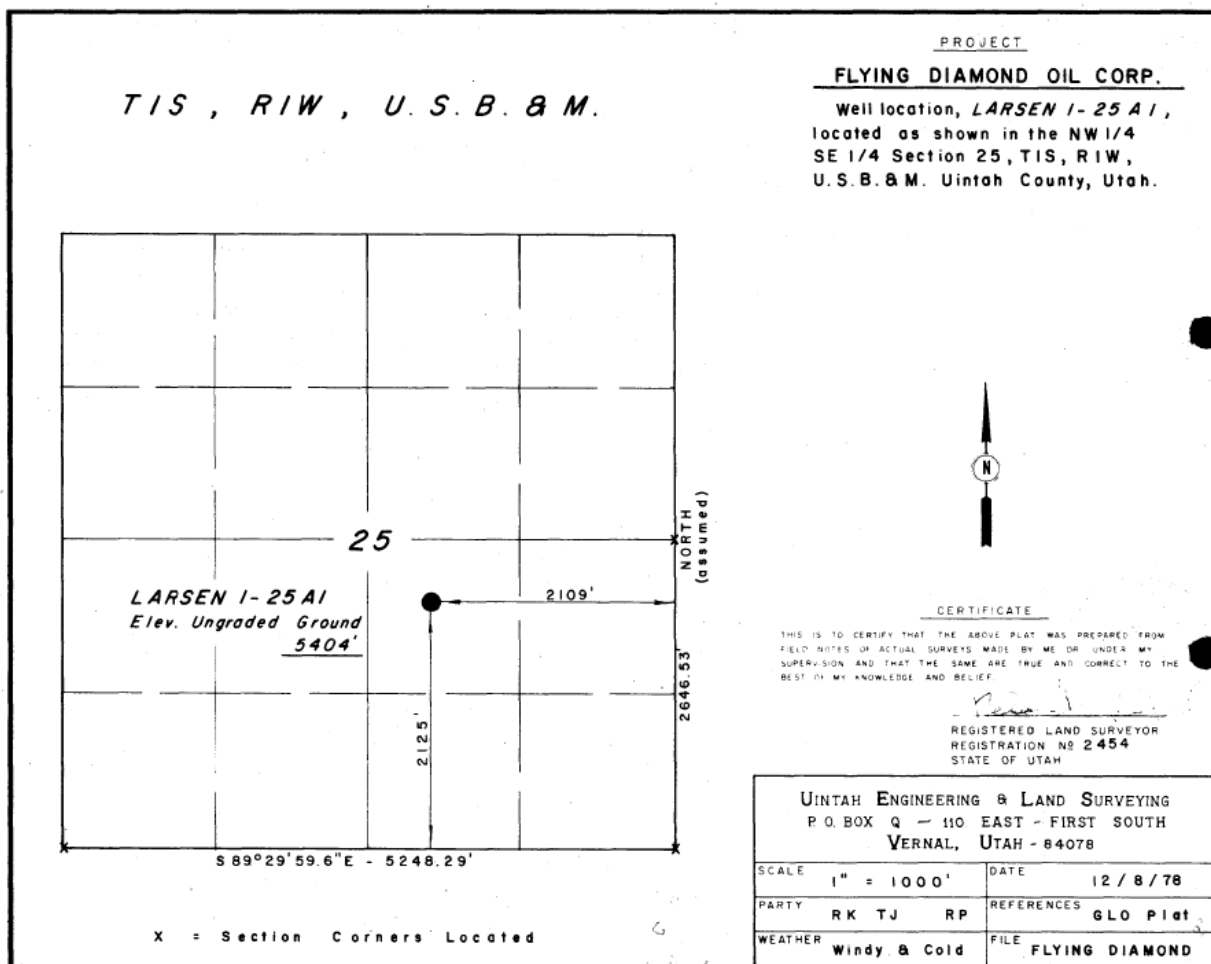 T1S , R1W , U.S.B.&M.
PROJECT
FLYING DIAMOND OIL CORP.
Well location, LARSEN 1-25 A1,
located as shown in the NW 1/4
SE 1/4 Section 25, T1S, R1W,
U.S.B.&M. Uintah County, Utah.
25
NORTH
(assumed)
N
LARSEN 1-25 A1
Elev. Ungraded Ground
5404'
2109'
2125'
2646.53'
S 89°29'59.6"E - 5248.29'
X = Section Corners Located
CERTIFICATE
THIS IS TO CERTIFY THAT THE ABOVE PLAT WAS PREPARED FROM
FIELD NOTES OF ACTUAL SURVEYS MADE BY ME OR UNDER MY
SUPERVISION AND THAT THE SAME ARE TRUE AND CORRECT TO THE
BEST OF MY KNOWLEDGE AND BELIEF.
REGISTERED LAND SURVEYOR
REGISTRATION Nº 2454
STATE OF UTAH
UINTAH ENGINEERING & LAND SURVEYING
P.O. BOX Q — 110 EAST - FIRST SOUTH
VERNAL, UTAH - 84078
SCALE 1" = 1000'
DATE 12/8/78
PARTY RK TJ RP
REFERENCES GLO Plat
WEATHER Windy & Cold
FILE FLYING DIAMOND